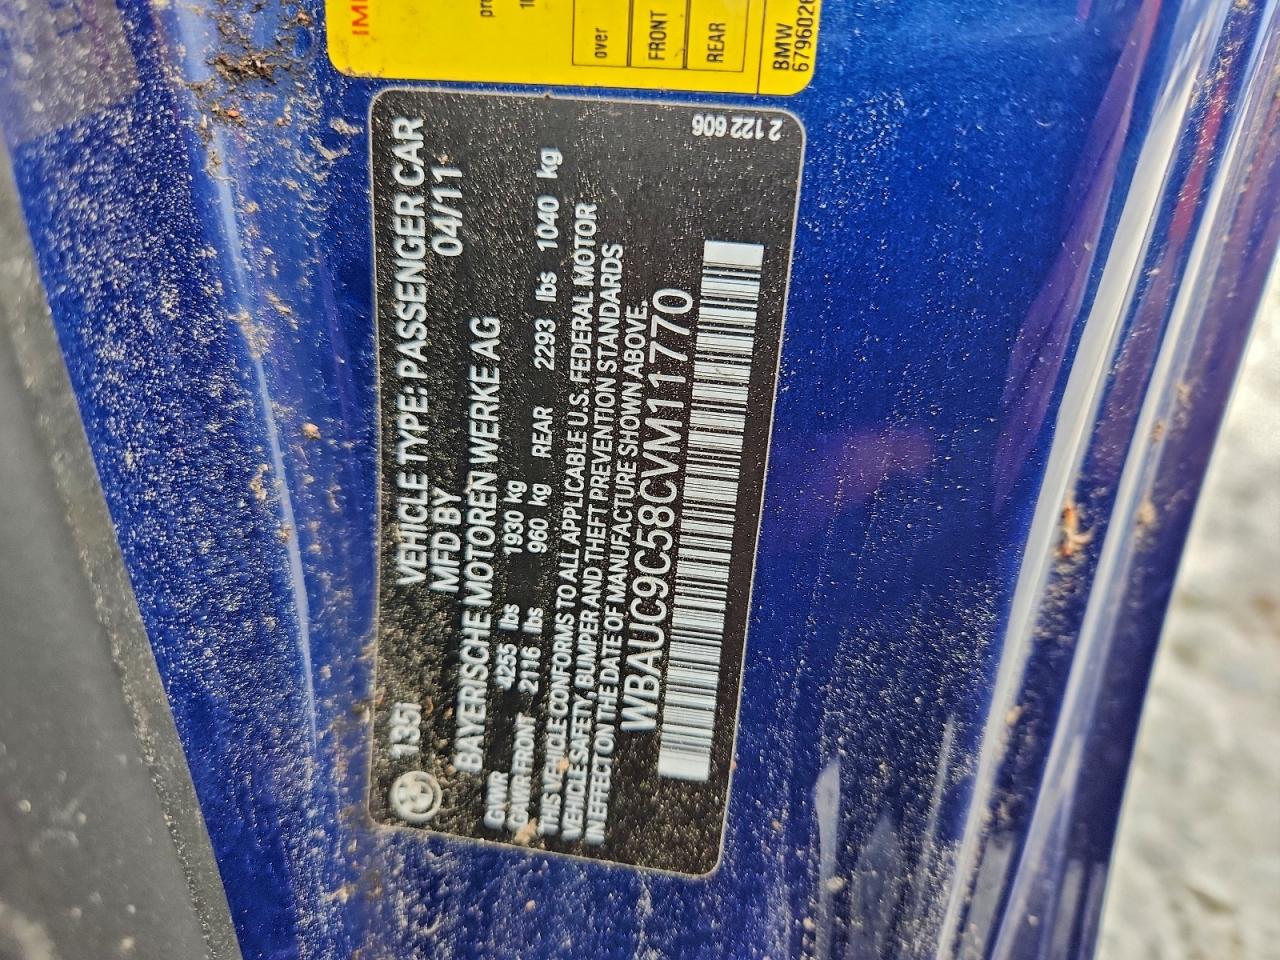 IM
over
FRONT
REAR
BMW
2 122 606
135i VEHICLE TYPE: PASSENGER CAR
MFD BY 04/11
BAYERISCHE MOTOREN WERKE AG
GVWR 4255 lbs 1930 kg
GAWR FRONT 2116 lbs 960 kg REAR 2293 lbs 1040 kg
THIS VEHICLE CONFORMS TO ALL APPLICABLE U.S. FEDERAL MOTOR
VEHICLE SAFETY, BUMPER AND THEFT PREVENTION STANDARDS
IN EFFECT ON THE DATE OF MANUFACTURE SHOWN ABOVE.
WBAUC9C58CVM11770